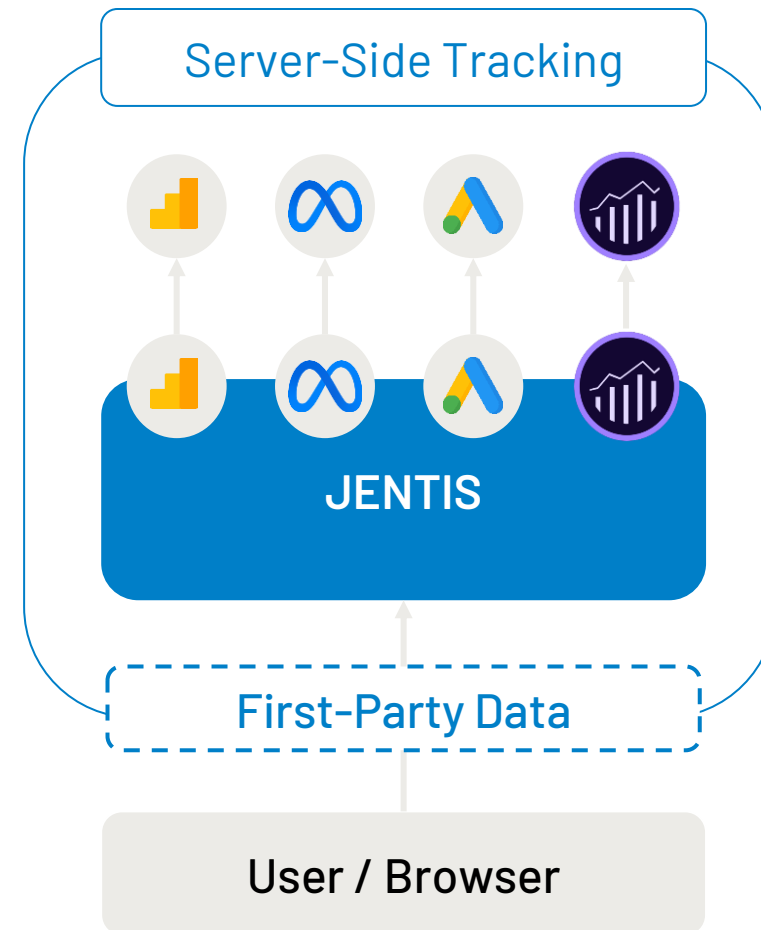 Server-Side Tracking
JENTIS
First-Party Data
User / Browser